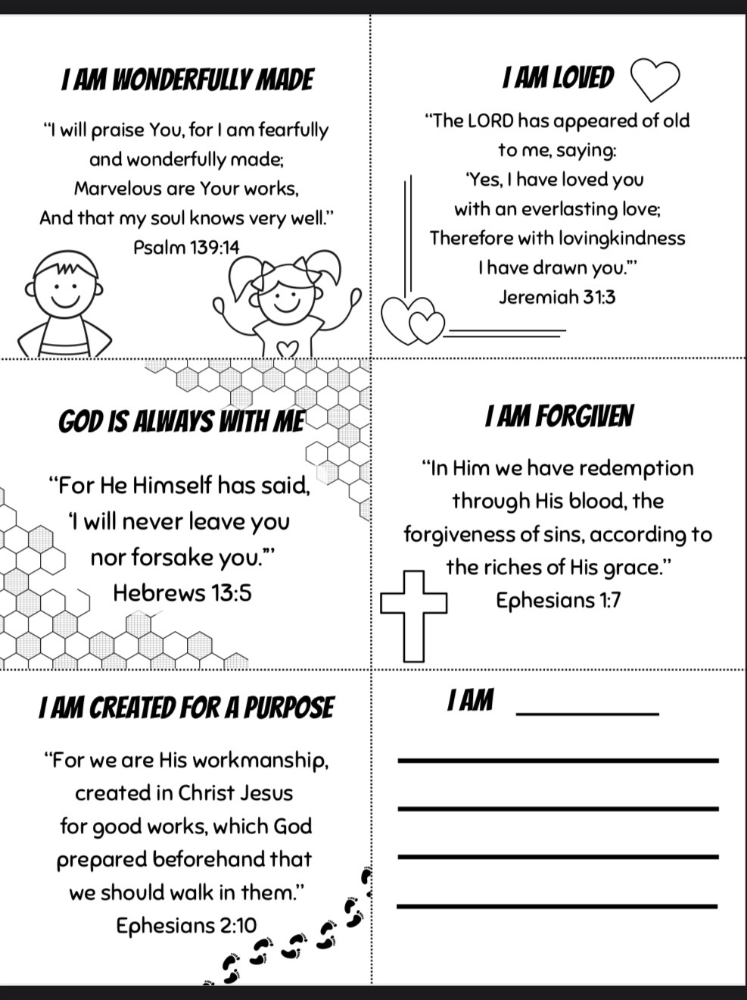 I AM WONDERFULLY MADE
“I will praise You, for I am fearfully
and wonderfully made;
Marvelous are Your works,
And that my soul knows very well.”
Psalm 139:14
I AM LOVED
“The LORD has appeared of old
to me, saying:
‘Yes, I have loved you
with an everlasting love;
Therefore with lovingkindness
I have drawn you.”’
Jeremiah 31:3
GOD IS ALWAYS WITH ME
“For He Himself has said,
‘I will never leave you
nor forsake you.”’
Hebrews 13:5
I AM FORGIVEN
“In Him we have redemption
through His blood, the
forgiveness of sins, according to
the riches of His grace.”
Ephesians 1:7
I AM CREATED FOR A PURPOSE
“For we are His workmanship,
created in Christ Jesus
for good works, which God
prepared beforehand that
we should walk in them.”
Ephesians 2:10
I AM